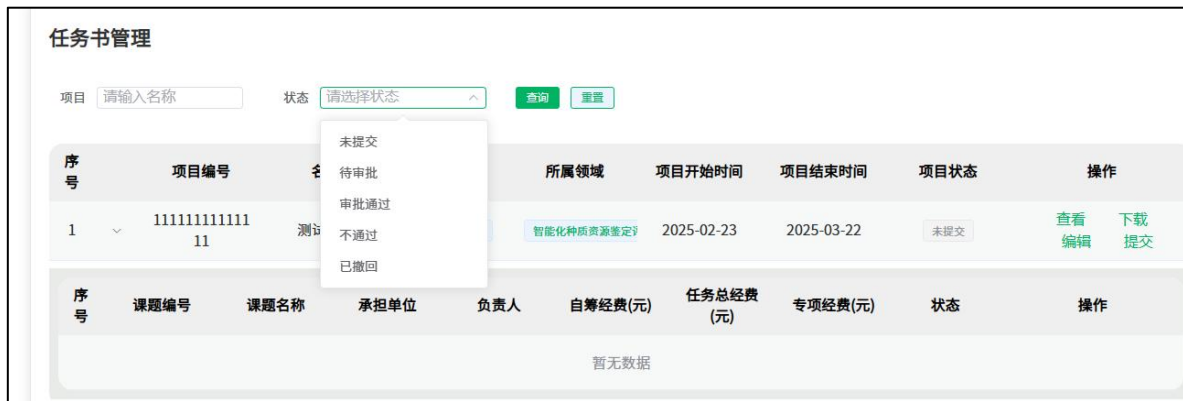 任务书管理
项目 请输入名称 状态 请选择状态 查询 重置
未提交
待审批
审批通过
不通过
已撤回
序号 项目编号 所属领域 项目开始时间 项目结束时间 项目状态 操作
1 111111111111 测试 智能化种质资源鉴定 2025-02-23 2025-03-22 未提交 查看 下载
11 编辑 提交
序号 课题编号 课题名称 承担单位 负责人 自筹经费(元) 任务总经费(元) 专项经费(元) 状态 操作
暂无数据